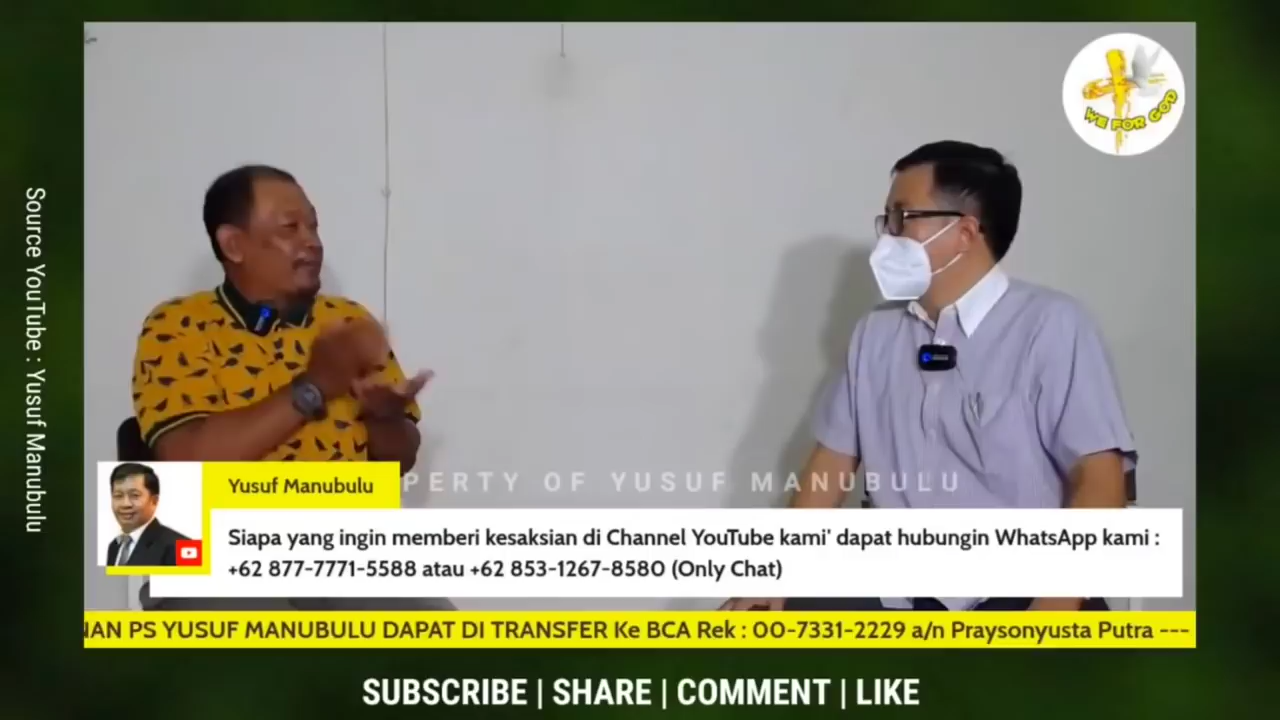 WE FOR GOD
Source YouTube : Yusuf Manubulu
PERTY OF YUSUF MANUBULU
Yusuf Manubulu
Siapa yang ingin memberi kesaksian di Channel YouTube kami' dapat hubungin WhatsApp kami :
+62 877-7771-5588 atau +62 853-1267-8580 (Only Chat)
NAN PS YUSUF MANUBULU DAPAT DI TRANSFER Ke BCA Rek : 00-7331-2229 a/n Praysonyusta Putra ---
SUBSCRIBE | SHARE | COMMENT | LIKE